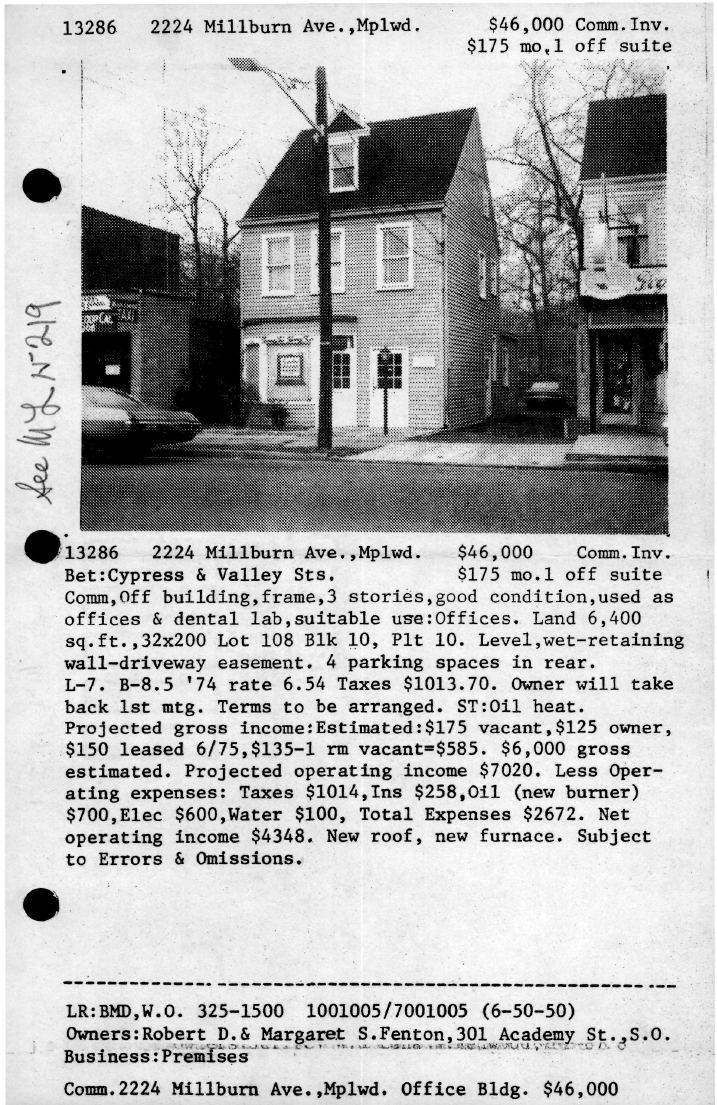 13286 2224 Millburn Ave.,Mplwd. $46,000 Comm.Inv.
$175 mo.1 off suite
TAXI
See ML N-219
13286 2224 Millburn Ave.,Mplwd. $46,000 Comm.Inv.
Bet:Cypress & Valley Sts. $175 mo.1 off suite
Comm,Off building,frame,3 stories,good condition,used as
offices & dental lab,suitable use:Offices. Land 6,400
sq.ft.,32x200 Lot 108 Blk 10, Plt 10. Level,wet-retaining
wall-driveway easement. 4 parking spaces in rear.
L-7. B-8.5 '74 rate 6.54 Taxes $1013.70. Owner will take
back 1st mtg. Terms to be arranged. ST:Oil heat.
Projected gross income:Estimated:$175 vacant,$125 owner,
$150 leased 6/75,$135-1 rm vacant=$585. $6,000 gross
estimated. Projected operating income $7020. Less Oper-
ating expenses: Taxes $1014,Ins $258,Oil (new burner)
$700,Elec $600,Water $100, Total Expenses $2672. Net
operating income $4348. New roof, new furnace. Subject
to Errors & Omissions.
LR:BMD,W.O. 325-1500 1001005/7001005 (6-50-50)
Owners:Robert D.& Margaret S.Fenton,301 Academy St.,S.O.
Business:Premises
Comm.2224 Millburn Ave.,Mplwd. Office Bldg. $46,000